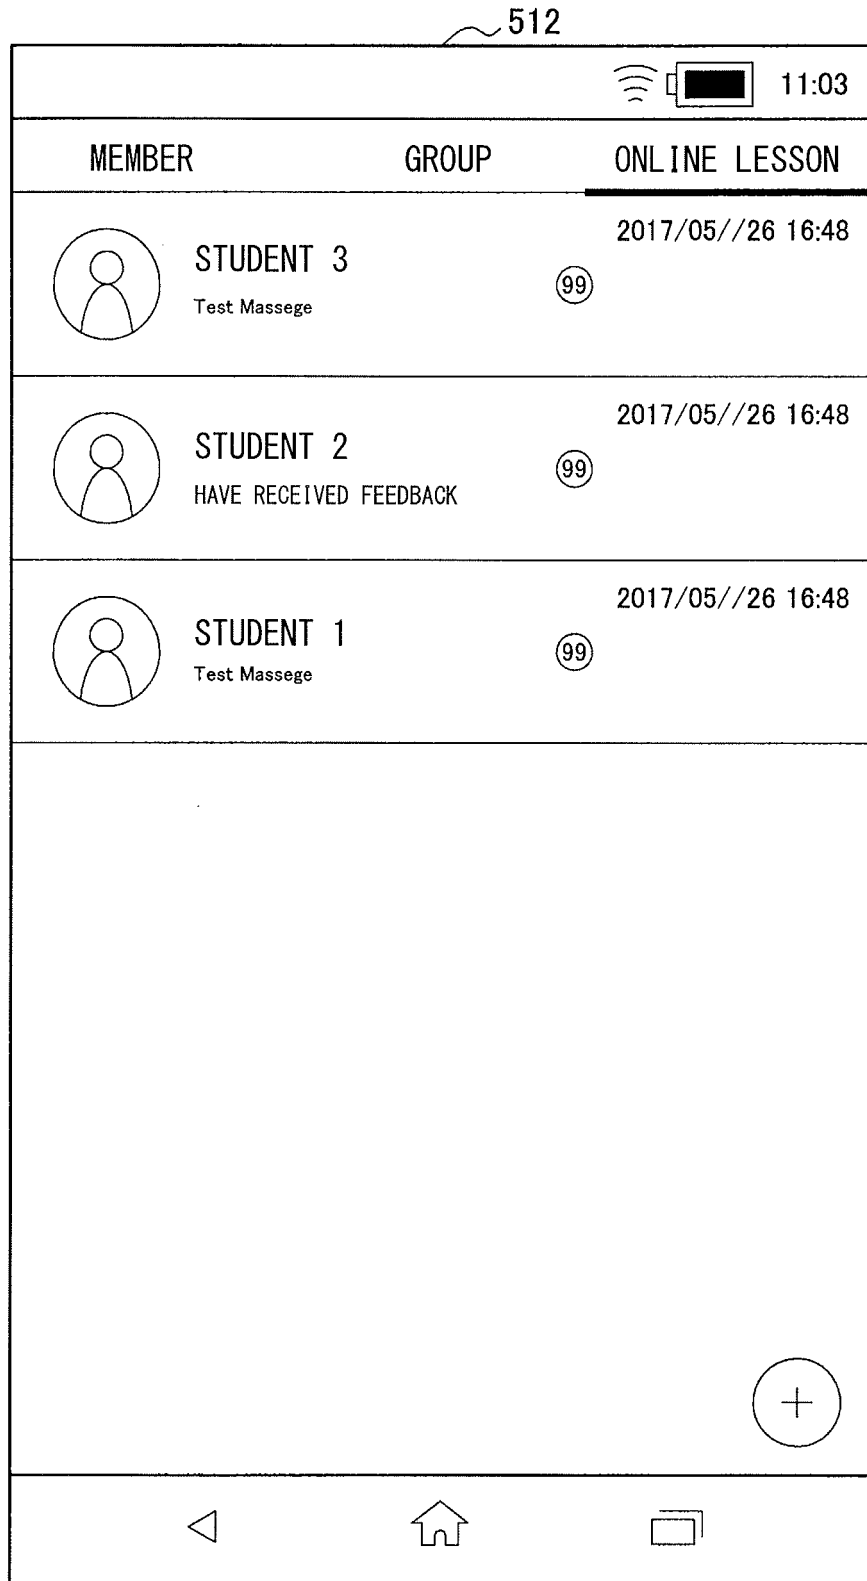 512
11:03
MEMBER GROUP ONLINE LESSON
2017/05//26 16:48
STUDENT 3
99
Test Massege
2017/05//26 16:48
STUDENT 2
99
HAVE RECEIVED FEEDBACK
2017/05//26 16:48
STUDENT 1
99
Test Massege
+